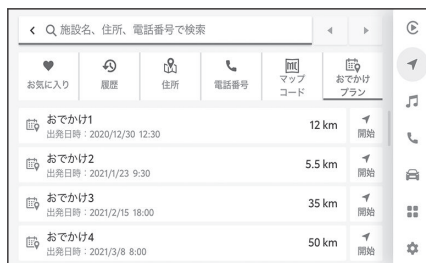 施設名、住所、電話番号で検索
お気に入り
履歴
住所
電話番号
マップ
コード
おでかけ
プラン
おでかけ1
出発日時:2020/12/30 12:30
12 km
開始
おでかけ2
出発日時:2021/1/23 9:30
5.5 km
開始
おでかけ3
出発日時:2021/2/15 18:00
35 km
開始
おでかけ4
出発日時:2021/3/8 8:00
50 km
開始